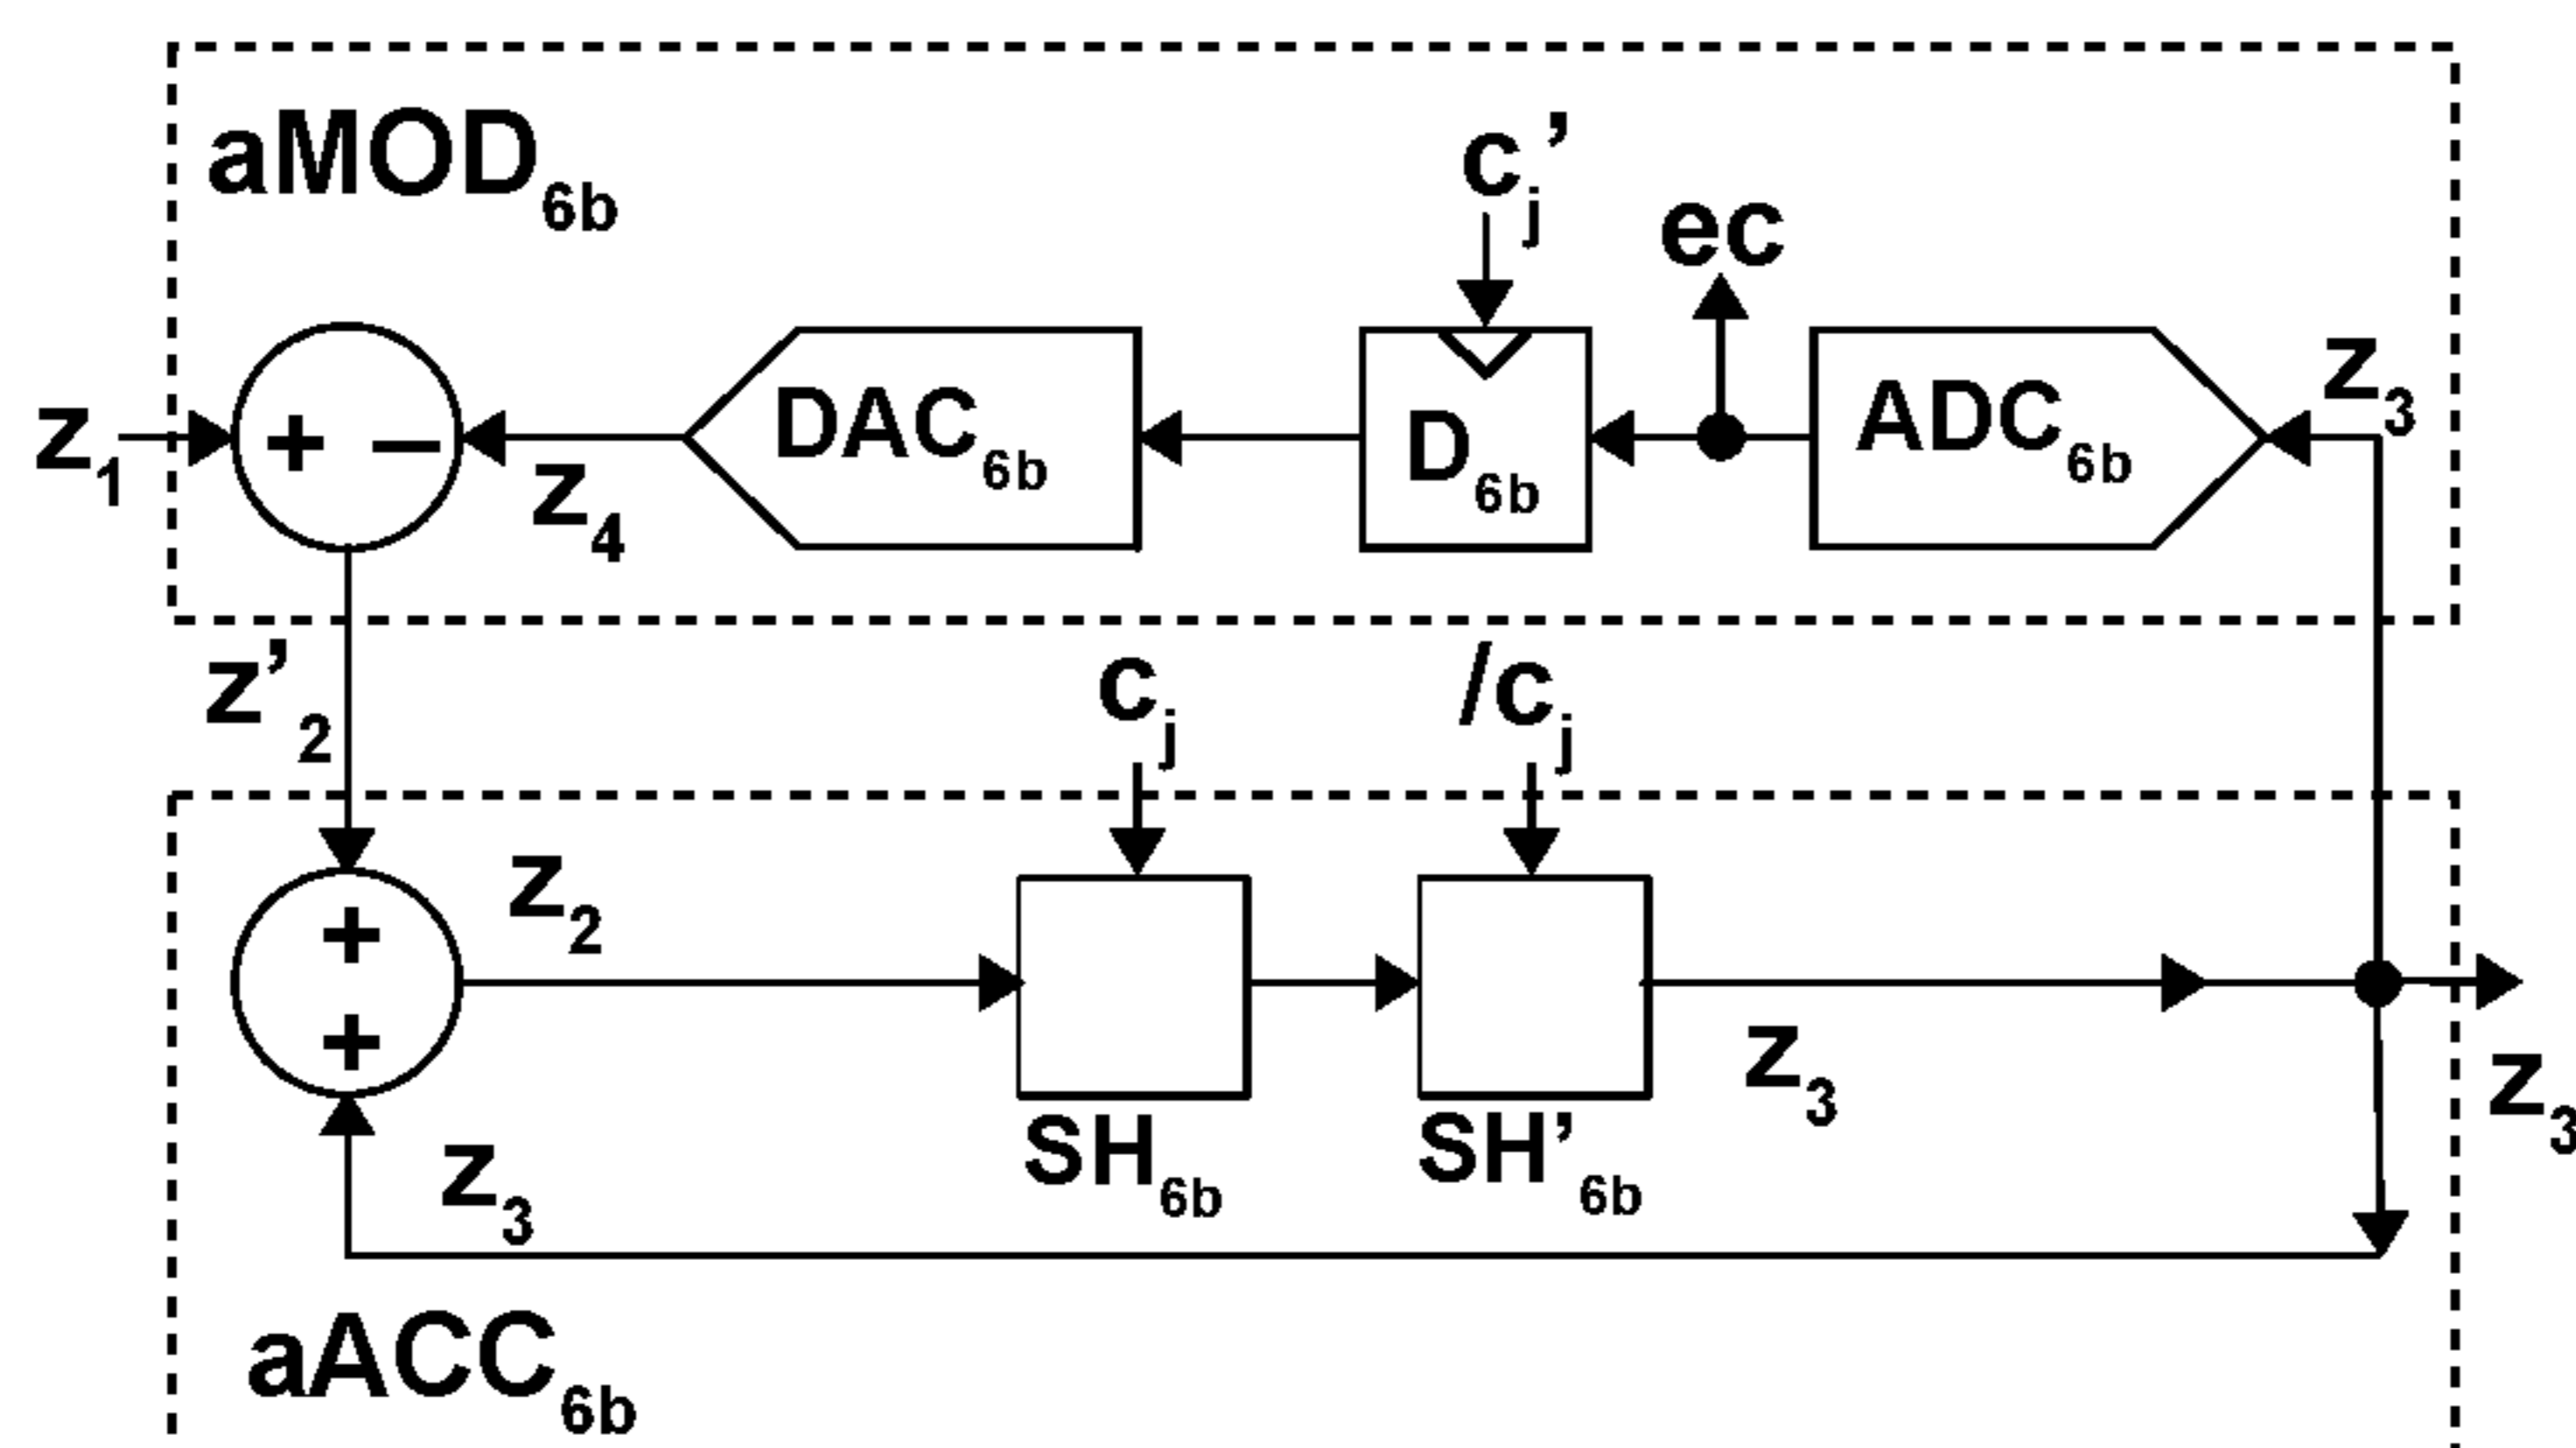 aMOD6b
cj’
ec
z1
+ −
z4
DAC6b
D6b
ADC6b
z3
z’2
cj
/cj
+
+
z2
z3
z3
z3
SH6b
SH’6b
aACC6b